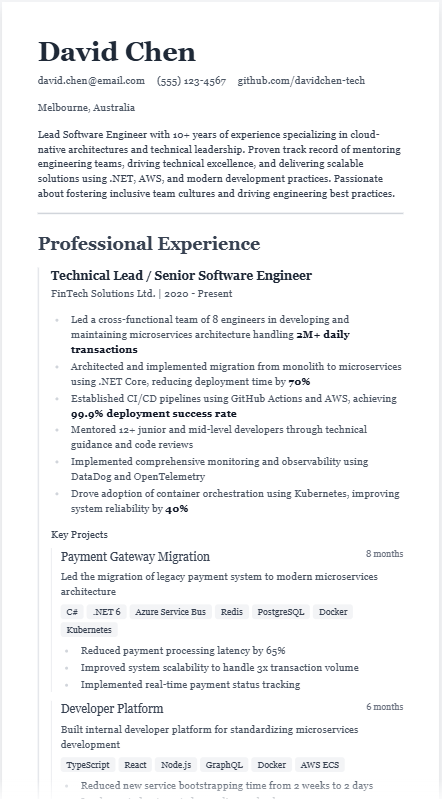 David Chen
david.chen@email.com (555) 123-4567 github.com/davidchen-tech
Melbourne, Australia
Lead Software Engineer with 10+ years of experience specializing in cloud-
native architectures and technical leadership. Proven track record of mentoring
engineering teams, driving technical excellence, and delivering scalable
solutions using .NET, AWS, and modern development practices. Passionate
about fostering inclusive team cultures and driving engineering best practices.
Professional Experience
Technical Lead / Senior Software Engineer
FinTech Solutions Ltd. | 2020 - Present
Led a cross-functional team of 8 engineers in developing and
maintaining microservices architecture handling 2M+ daily
transactions
Architected and implemented migration from monolith to microservices
using .NET Core, reducing deployment time by 70%
Established CI/CD pipelines using GitHub Actions and AWS, achieving
99.9% deployment success rate
Mentored 12+ junior and mid-level developers through technical
guidance and code reviews
Implemented comprehensive monitoring and observability using
DataDog and OpenTelemetry
Drove adoption of container orchestration using Kubernetes, improving
system reliability by 40%
Key Projects
Payment Gateway Migration 8 months
Led the migration of legacy payment system to modern microservices
architecture
C# .NET 6 Azure Service Bus Redis PostgreSQL Docker
Kubernetes
Reduced payment processing latency by 65%
Improved system scalability to handle 3x transaction volume
Implemented real-time payment status tracking
Developer Platform 6 months
Built internal developer platform for standardizing microservices
development
TypeScript React Node.js GraphQL Docker AWS ECS
Reduced new service bootstrapping time from 2 weeks to 2 days